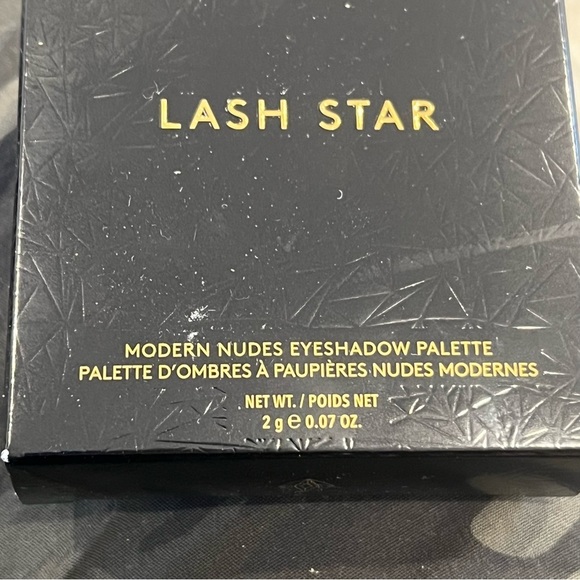 LASH STAR
MODERN NUDES EYESHADOW PALETTE
PALETTE D'OMBRES À PAUPIÈRES NUDES MODERNES
NET WT. / POIDS NET
2 g ℮ 0.07 OZ.